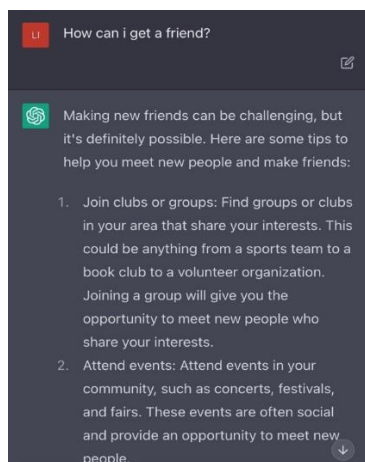 LI
How can i get a friend?
Making new friends can be challenging, but
it's definitely possible. Here are some tips to
help you meet new people and make friends:
1. Join clubs or groups: Find groups or clubs
in your area that share your interests. This
could be anything from a sports team to a
book club to a volunteer organization.
Joining a group will give you the
opportunity to meet new people who
share your interests.
2. Attend events: Attend events in your
community, such as concerts, festivals,
and fairs. These events are often social
and provide an opportunity to meet new
people.